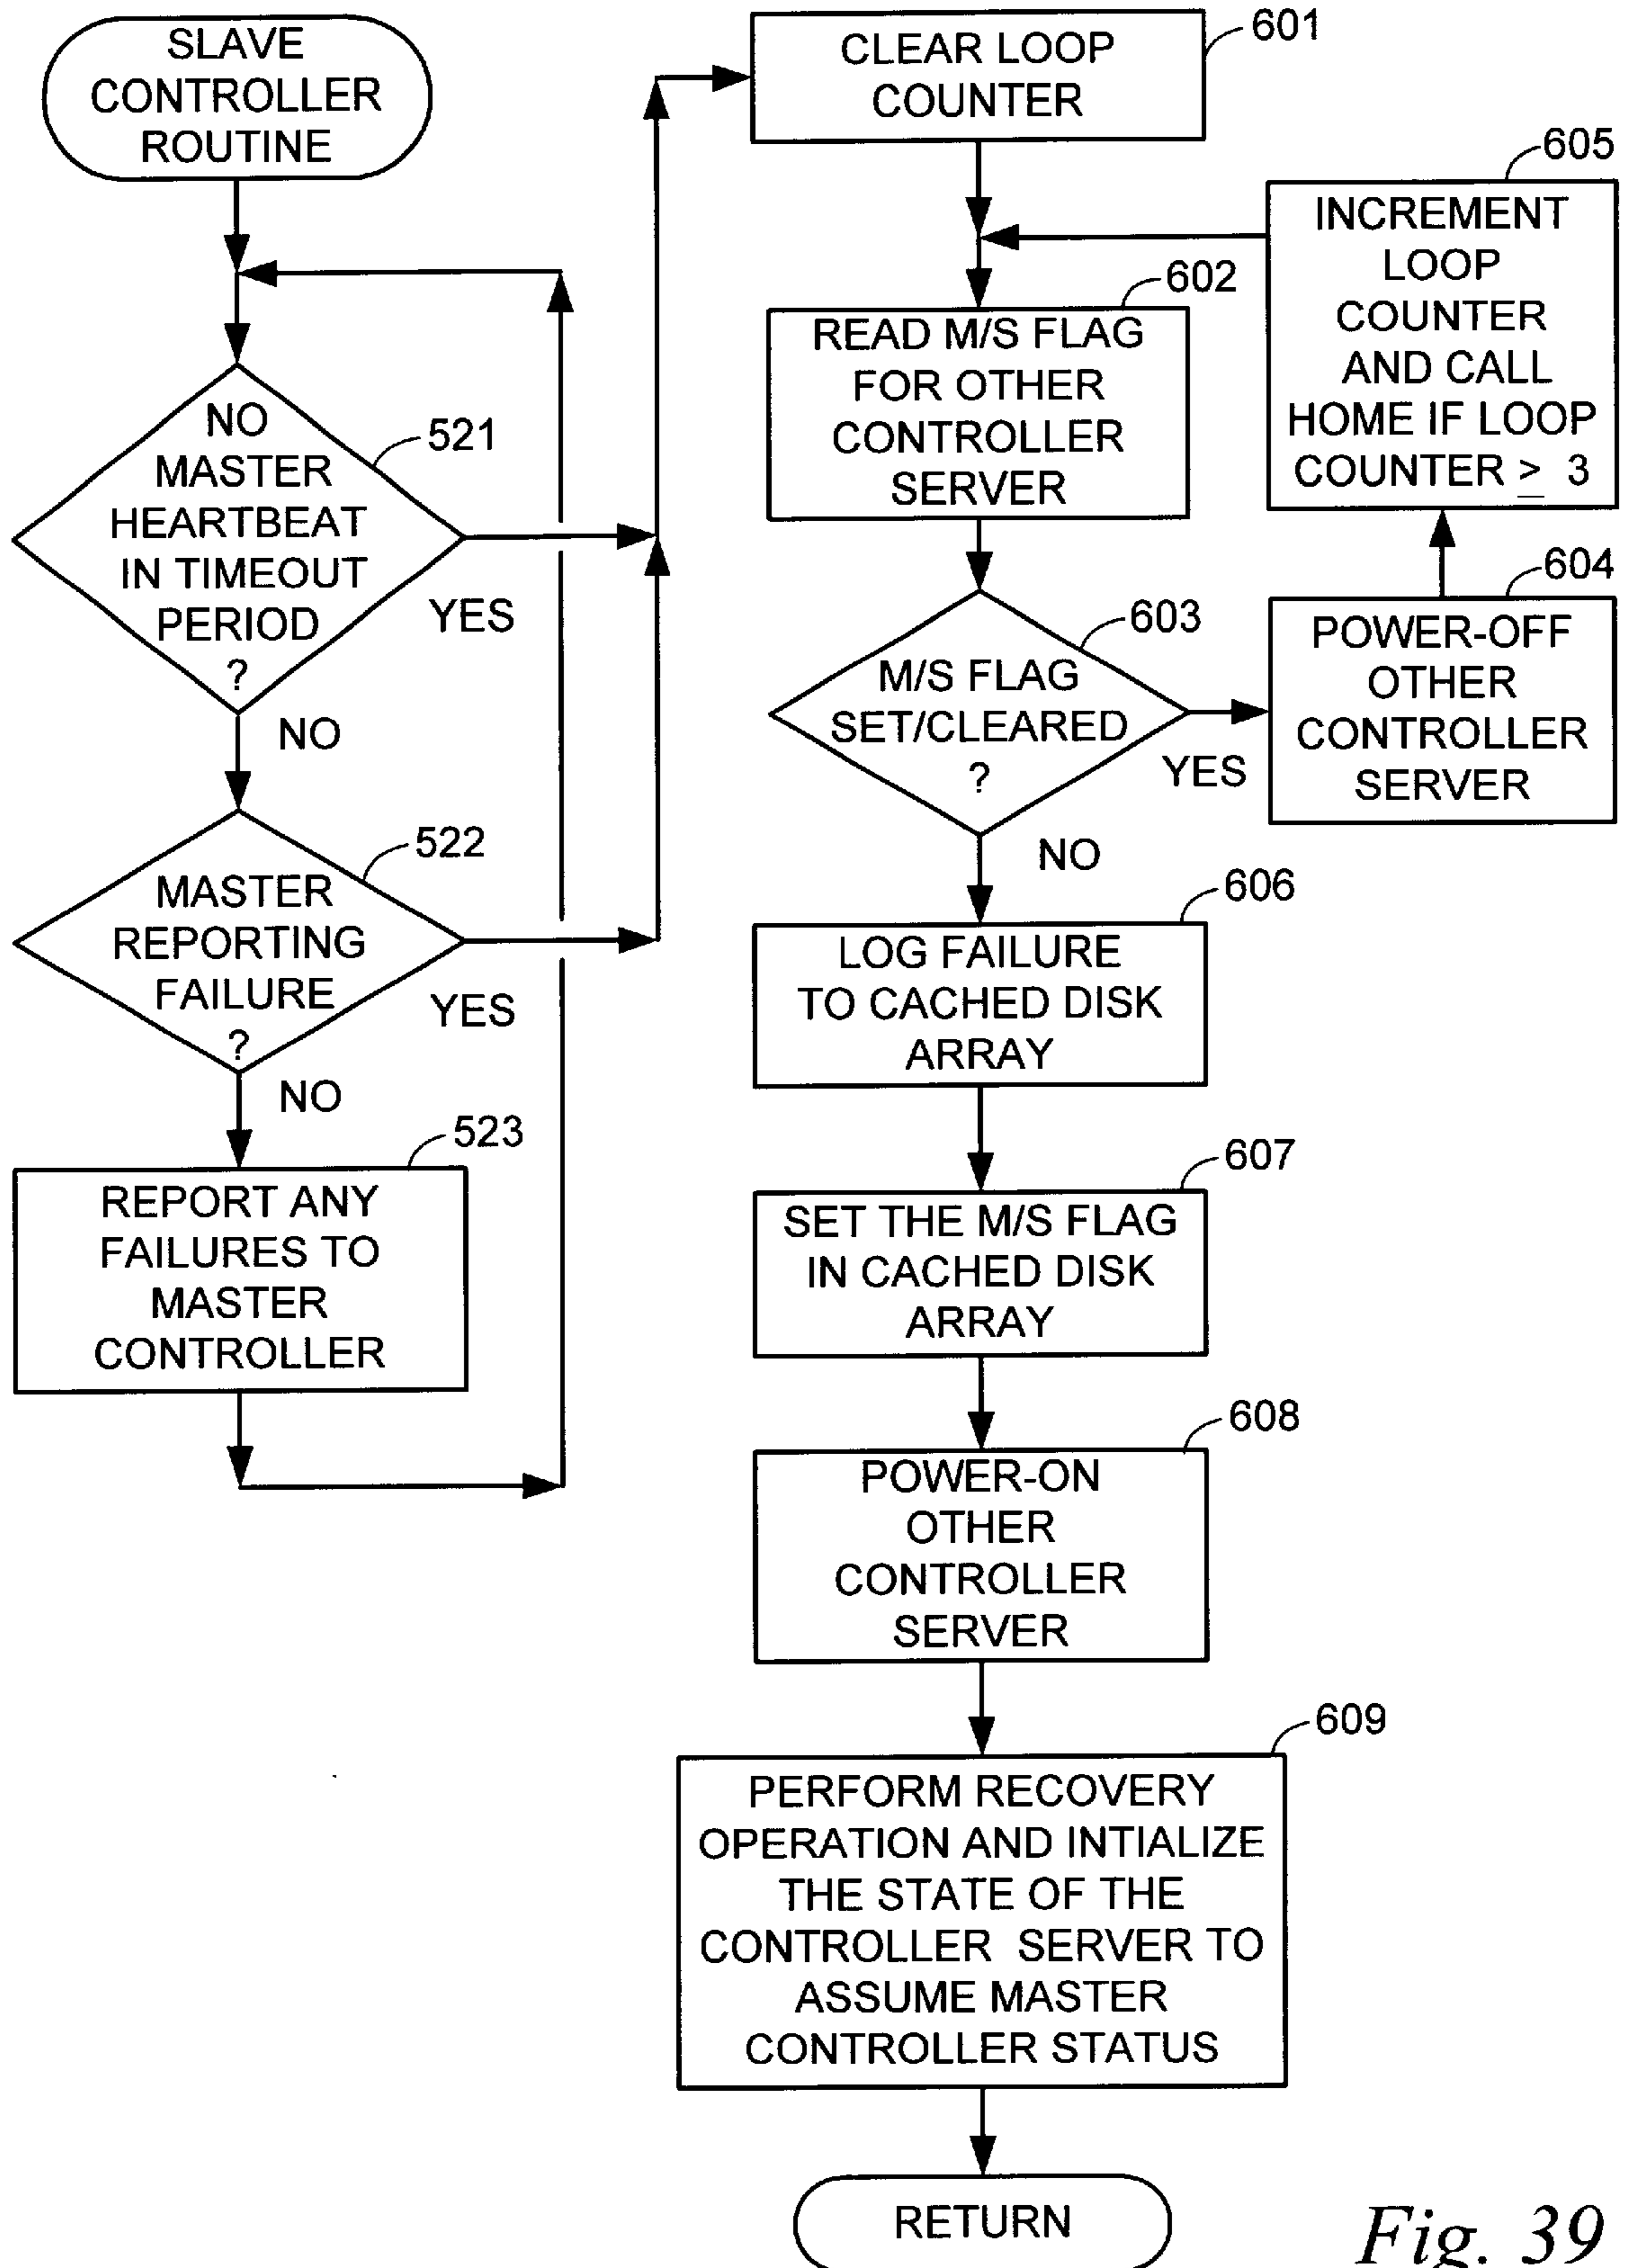 SLAVE
CONTROLLER
ROUTINE
NO
MASTER
HEARTBEAT
IN TIMEOUT
PERIOD
?
521
YES
NO
MASTER
REPORTING
FAILURE
?
522
YES
NO
523
REPORT ANY
FAILURES TO
MASTER
CONTROLLER
601
CLEAR LOOP
COUNTER
602
READ M/S FLAG
FOR OTHER
CONTROLLER
SERVER
603
M/S FLAG
SET/CLEARED
?
YES
NO
604
POWER-OFF
OTHER
CONTROLLER
SERVER
605
INCREMENT
LOOP
COUNTER
AND CALL
HOME IF LOOP
COUNTER ≥ 3
606
LOG FAILURE
TO CACHED DISK
ARRAY
607
SET THE M/S FLAG
IN CACHED DISK
ARRAY
608
POWER-ON
OTHER
CONTROLLER
SERVER
609
PERFORM RECOVERY
OPERATION AND INTIALIZE
THE STATE OF THE
CONTROLLER SERVER TO
ASSUME MASTER
CONTROLLER STATUS
RETURN
Fig. 39